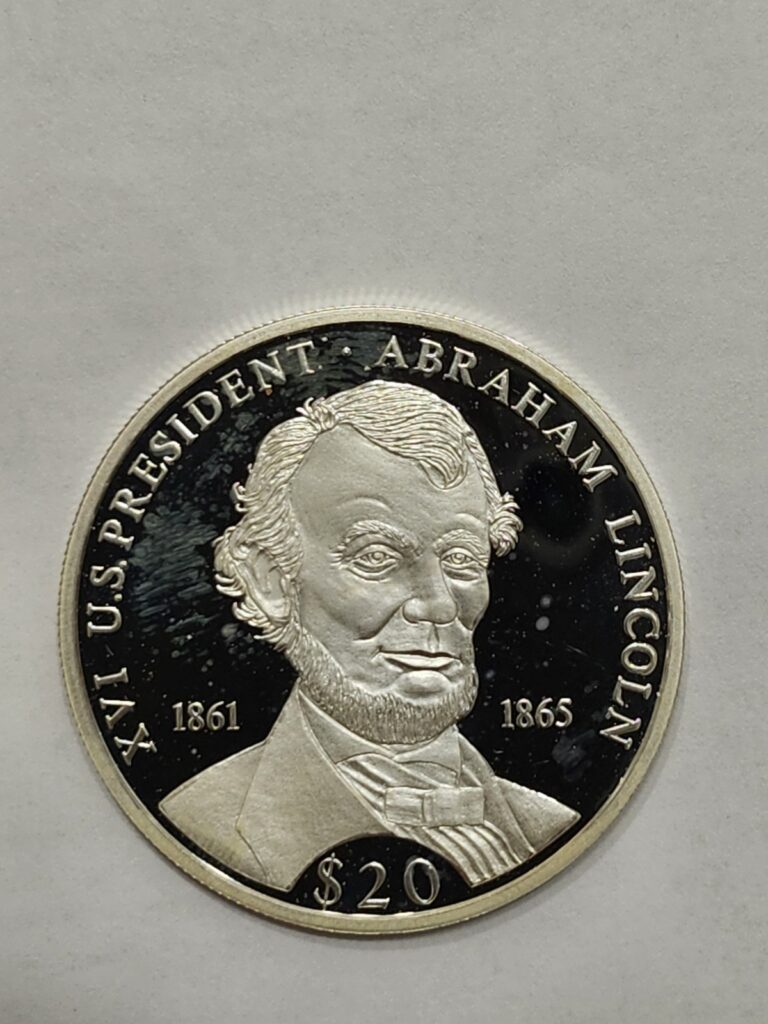 XVI U.S. PRESIDENT · ABRAHAM LINCOLN
1861
1865
$20